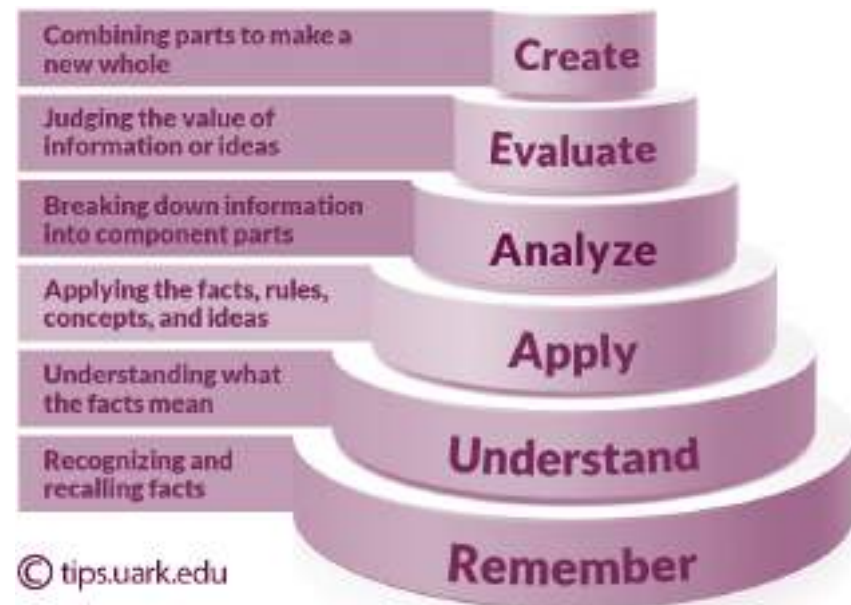 Combining parts to make a
new whole
Create
Judging the value of
information or ideas
Evaluate
Breaking down information
into component parts
Analyze
Applying the facts, rules,
concepts, and ideas
Apply
Understanding what
the facts mean
Understand
Recognizing and
recalling facts
Remember
© tips.uark.edu